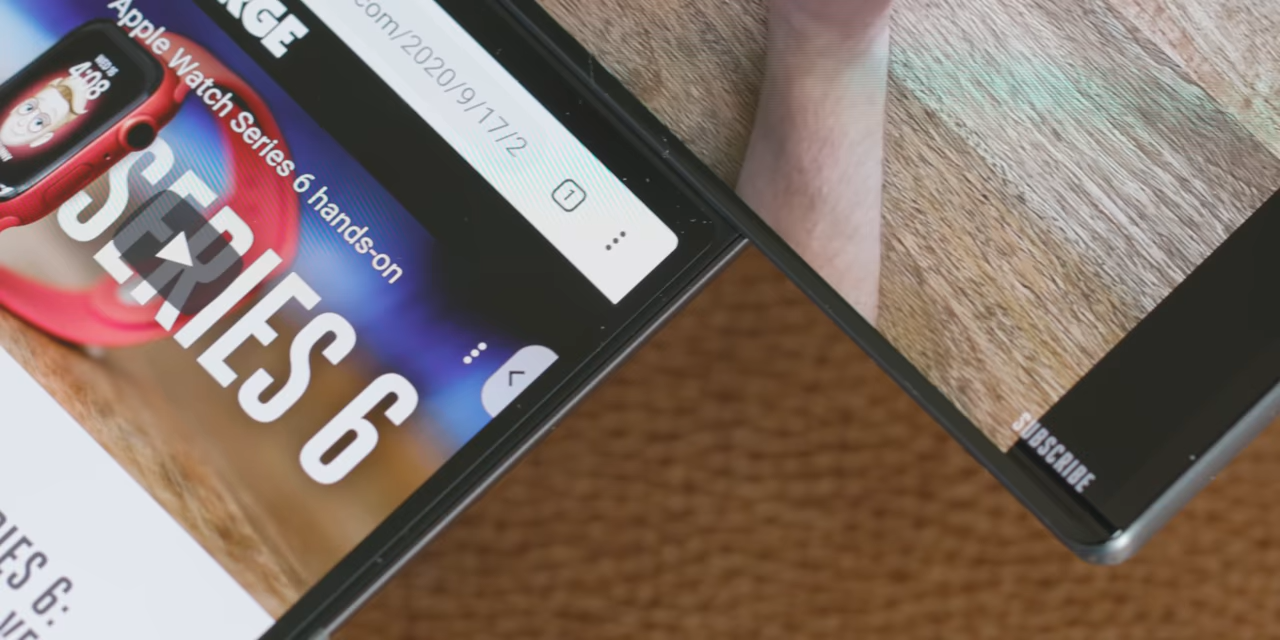 RGE
com/2020/9/17/2
1
Apple Watch Series 6 hands-on
4:08
SERIES 6
RIES 6:
SUBSCRIBE